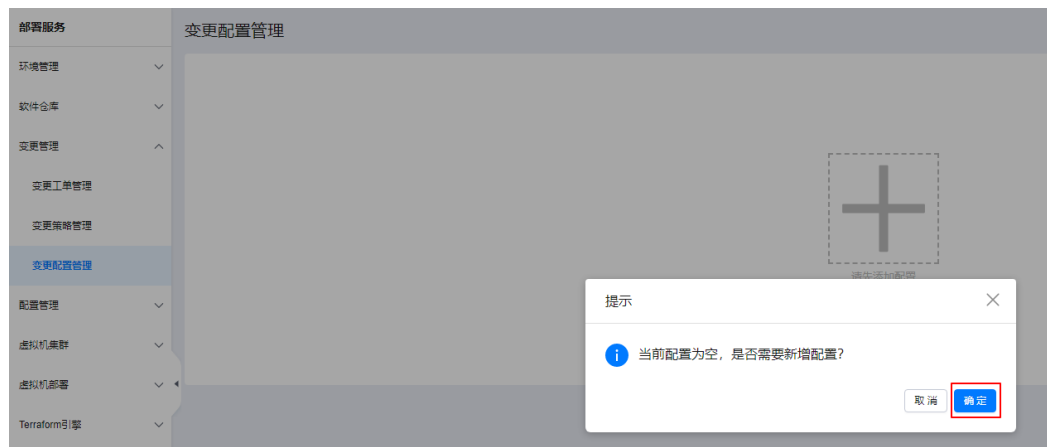 部署服务
变更配置管理
环境管理
软件仓库
变更管理
变更工单管理
变更策略管理
变更配置管理
配置管理
虚拟机集群
虚拟机部署
Terraform引擎
请先添加配置
提示
当前配置为空，是否需要新增配置?
取消
确定